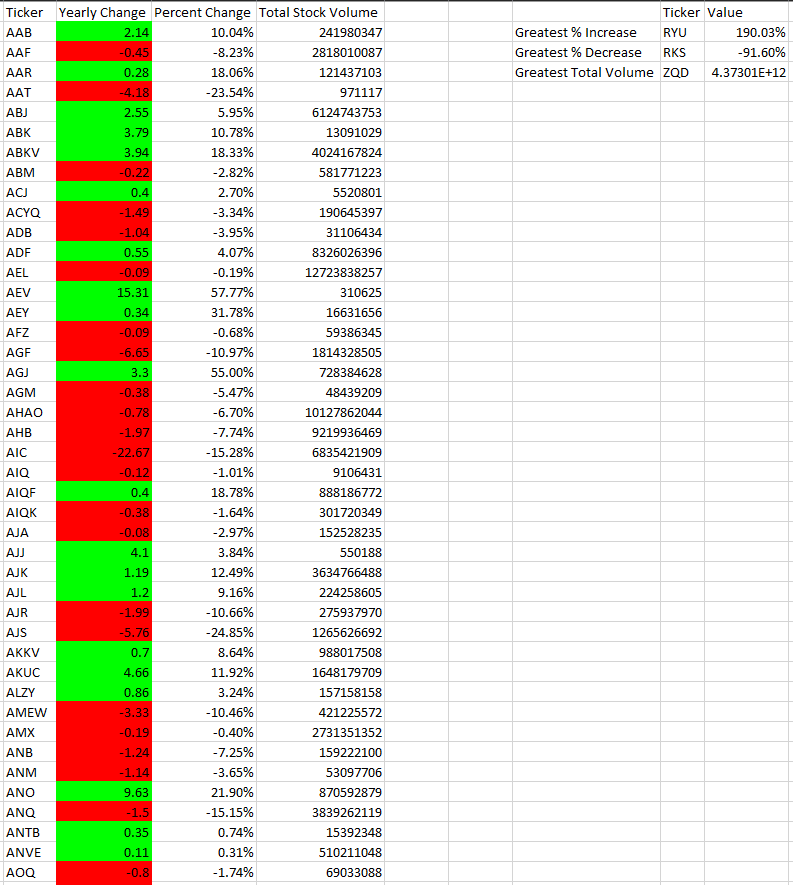 Ticker Yearly Change Percent Change Total Stock Volume Ticker Value
AAB 2.14 10.04% 241980347 Greatest % Increase RYU 190.03%
AAF -0.45 -8.23% 2818010087 Greatest % Decrease RKS -91.60%
AAR 0.28 18.06% 121437103 Greatest Total Volume ZQD 4.37301E+12
AAT -4.18 -23.54% 971117
ABJ 2.55 5.95% 6124743753
ABK 3.79 10.78% 13091029
ABKV 3.94 18.33% 4024167824
ABM -0.22 -2.82% 581771223
ACJ 0.4 2.70% 5520801
ACYQ -1.49 -3.34% 190645397
ADB -1.04 -3.95% 31106434
ADF 0.55 4.07% 8326026396
AEL -0.09 -0.19% 12723838257
AEV 15.31 57.77% 310625
AEY 0.34 31.78% 16631656
AFZ -0.09 -0.68% 59386345
AGF -6.65 -10.97% 1814328505
AGJ 3.3 55.00% 728384628
AGM -0.38 -5.47% 48439209
AHAO -0.78 -6.70% 10127862044
AHB -1.97 -7.74% 9219936469
AIC -22.67 -15.28% 6835421909
AIQ -0.12 -1.01% 9106431
AIQF 0.4 18.78% 888186772
AIQK -0.38 -1.64% 301720349
AJA -0.08 -2.97% 152528235
AJJ 4.1 3.84% 550188
AJK 1.19 12.49% 3634766488
AJL 1.2 9.16% 224258605
AJR -1.99 -10.66% 275937970
AJS -5.76 -24.85% 1265626692
AKKV 0.7 8.64% 988017508
AKUC 4.66 11.92% 1648179709
ALZY 0.86 3.24% 157158158
AMEW -3.33 -10.46% 421225572
AMX -0.19 -0.40% 2731351352
ANB -1.24 -7.25% 159222100
ANM -1.14 -3.65% 53097706
ANO 9.63 21.90% 870592879
ANQ -1.5 -15.15% 3839262119
ANTB 0.35 0.74% 15392348
ANVE 0.11 0.31% 510211048
AOQ -0.8 -1.74% 69033088